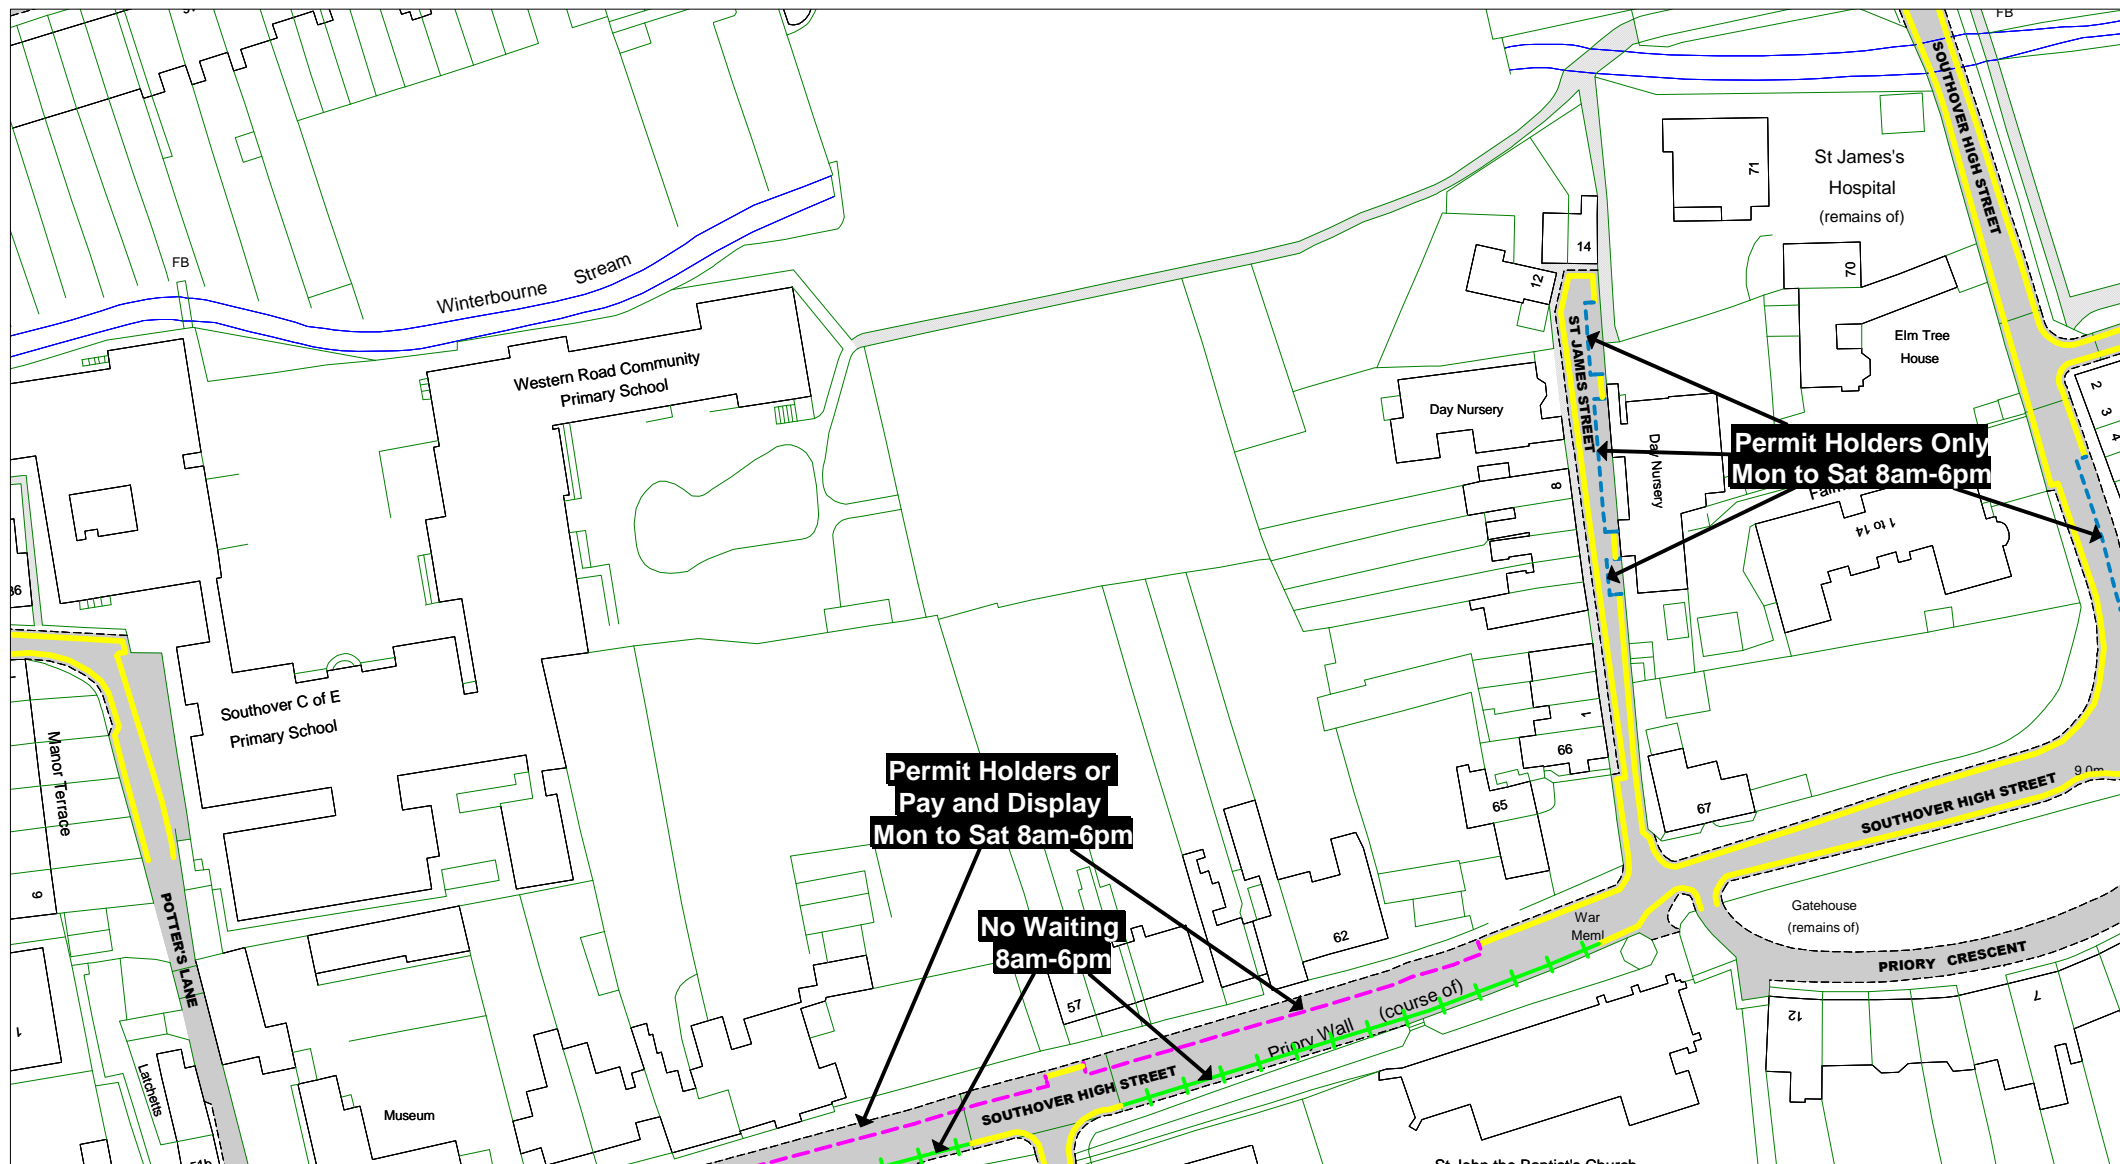 FB
SOUTHOVER HIGH STREET
71
St James's
Hospital
(remains of)
FB
Winterbourne Stream
14
12
70
ST JAMES STREET
Elm Tree
House
Western Road Community
Primary School
Day Nursery
2
3
4
Permit Holders Only
Mon to Sat 8am-6pm
Day Nursery
8
1 to 14
36
Southover C of E
Primary School
Manor Terrace
1
66
9.0m
Permit Holders or
Pay and Display
Mon to Sat 8am-6pm
65
67
SOUTHOVER HIGH STREET
9
POTTER'S LANE
No Waiting
8am-6pm
62
War
Meml
Gatehouse
(remains of)
PRIORY CRESCENT
57
Priory Wall (course of)
7
12
1
SOUTHOVER HIGH STREET
Latchetts
Museum
St John the Baptist's Church